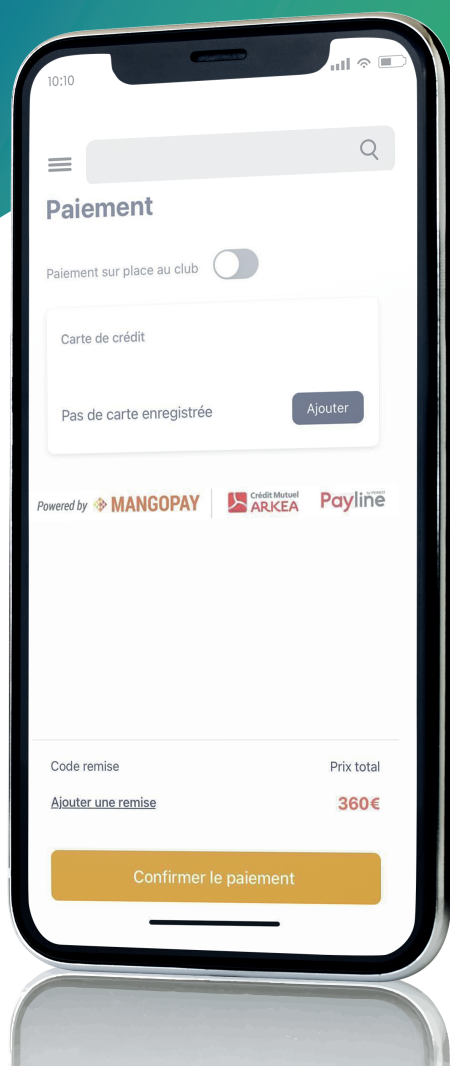 10:10
Paiement
Paiement sur place au club
Carte de crédit
Pas de carte enregistrée
Ajouter
Powered by MANGOPAY
Crédit Mutuel
ARKEA
Payline
Code remise
Prix total
Ajouter une remise
360€
Confirmer le paiement